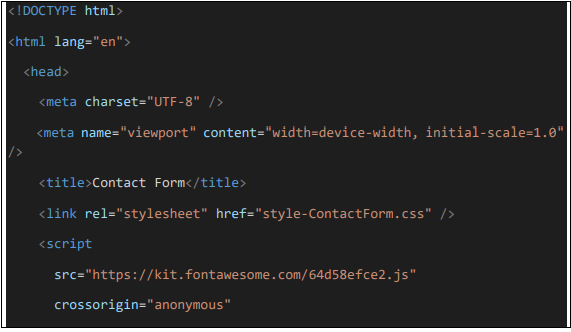 <!DOCTYPE html>
<html lang="en">
<head>
<meta charset="UTF-8" />
<meta name="viewport" content="width=device-width, initial-scale=1.0"
/>
<title>Contact Form</title>
<link rel="stylesheet" href="style-ContactForm.css" />
<script
src="https://kit.fontawesome.com/64d58efce2.js"
crossorigin="anonymous"